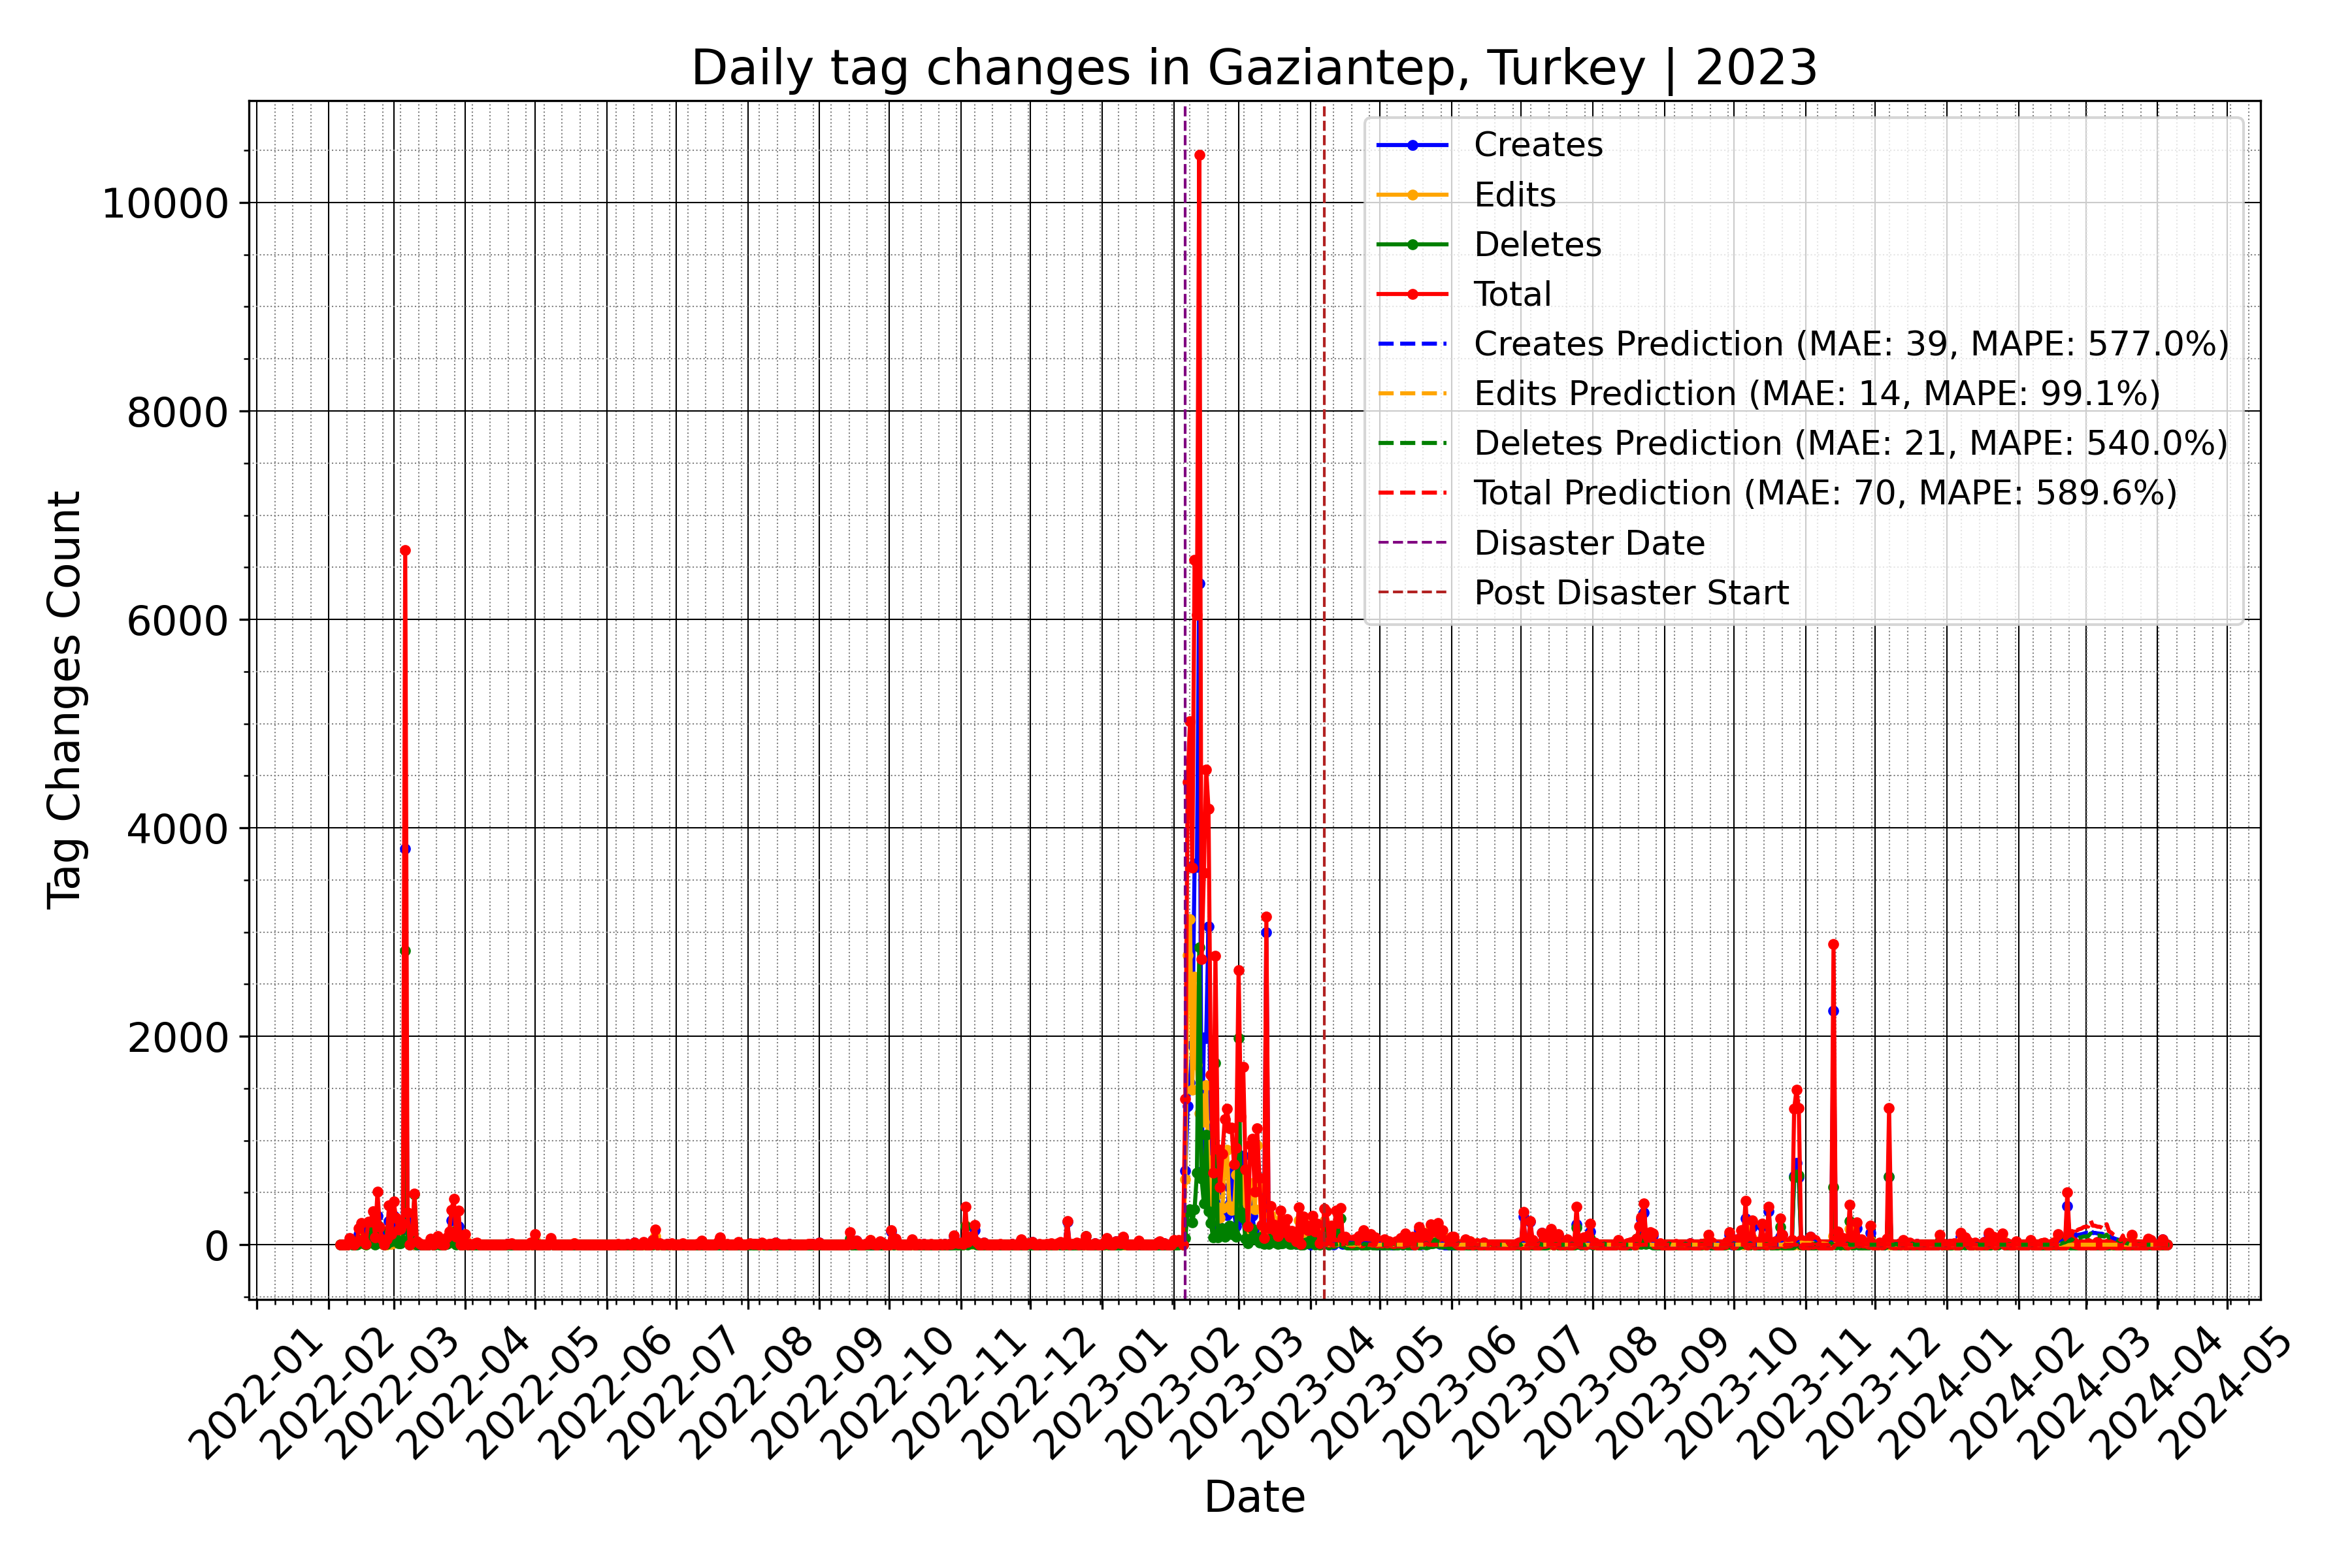 Daily tag changes in Gaziantep, Turkey | 2023
Tag Changes Count
10000
8000
6000
4000
2000
0
Creates
Edits
Deletes
Total
Creates Prediction (MAE: 39, MAPE: 577.0%)
Edits Prediction (MAE: 14, MAPE: 99.1%)
Deletes Prediction (MAE: 21, MAPE: 540.0%)
Total Prediction (MAE: 70, MAPE: 589.6%)
Disaster Date
Post Disaster Start
2022-01
2022-02
2022-03
2022-04
2022-05
2022-06
2022-07
2022-08
2022-09
2022-10
2022-11
2022-12
2023-01
2023-02
2023-03
2023-04
2023-05
2023-06
2023-07
2023-08
2023-09
2023-10
2023-11
2023-12
2024-01
2024-02
2024-03
2024-04
2024-05
Date